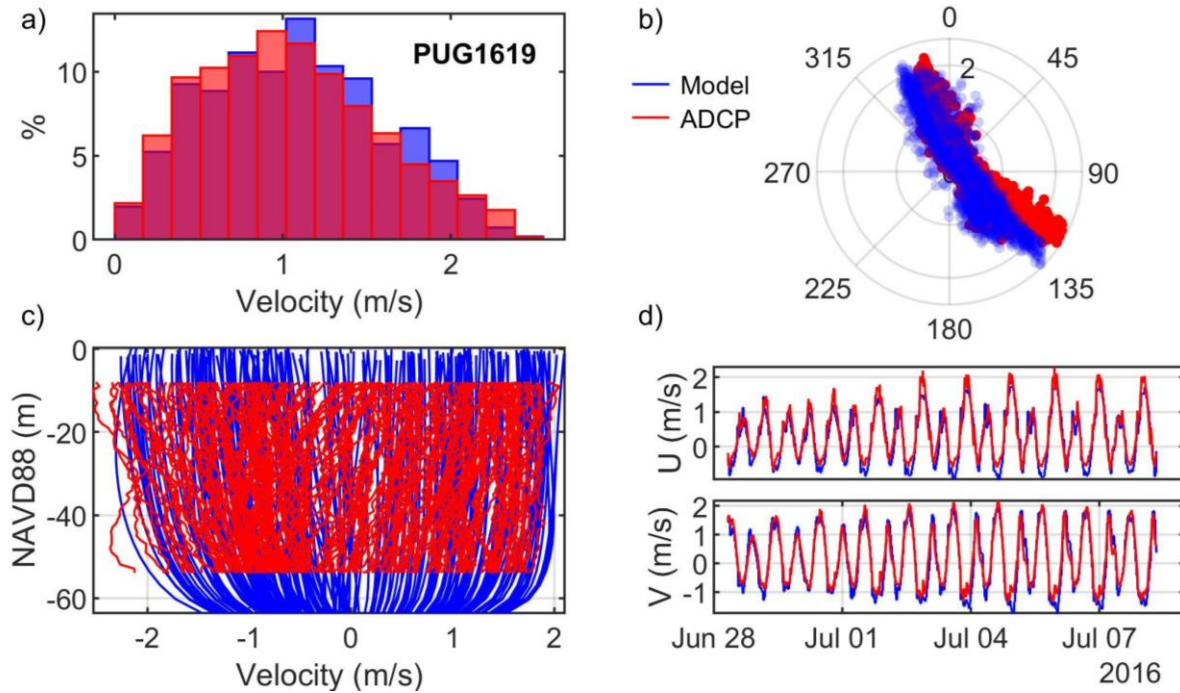 a)
PUG1619
10
5
0
%
0 1 2
Velocity (m/s)
b)
0
45
90
135
180
225
270
315
2
0
Model
ADCP
c)
0
-20
-40
-60
NAVD88 (m)
-2 -1 0 1 2
Velocity (m/s)
d)
2
1
0
U (m/s)
2
1
0
-1
V (m/s)
Jun 28 Jul 01 Jul 04 Jul 07
2016